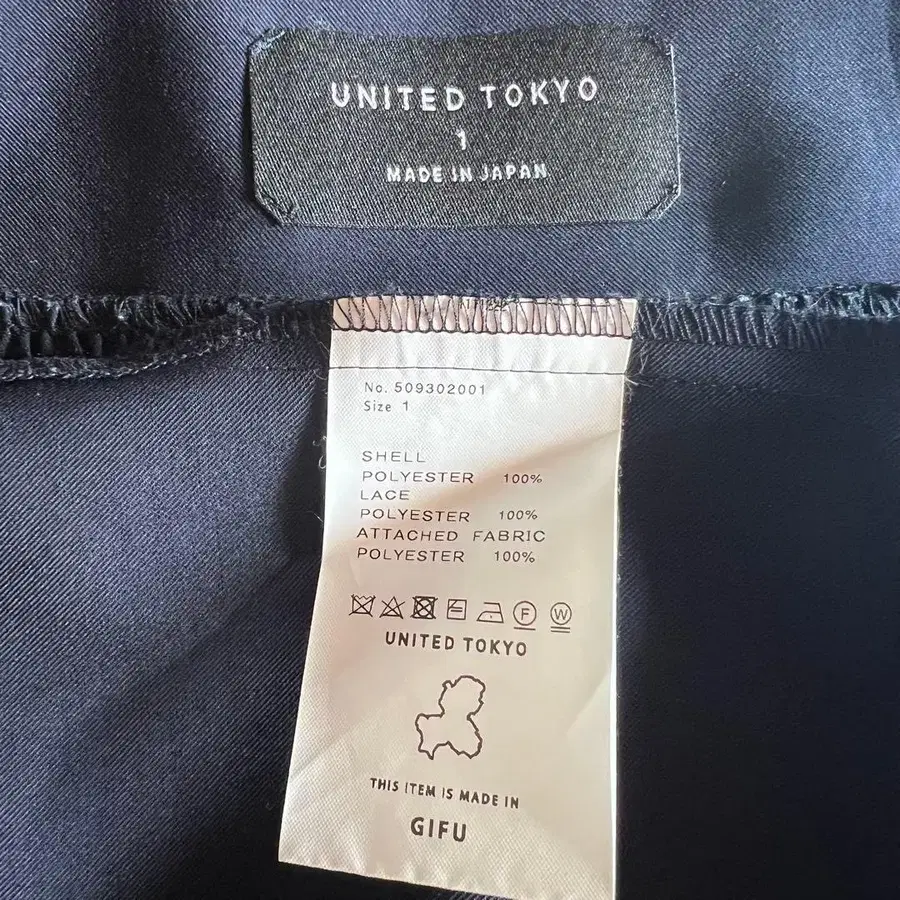 UNITED TOKYO
1
MADE IN JAPAN
No. 509302001
Size 1
SHELL
POLYESTER 100%
LACE
POLYESTER 100%
ATTACHED FABRIC
POLYESTER 100%
F W
UNITED TOKYO
THIS ITEM IS MADE IN
GIFU